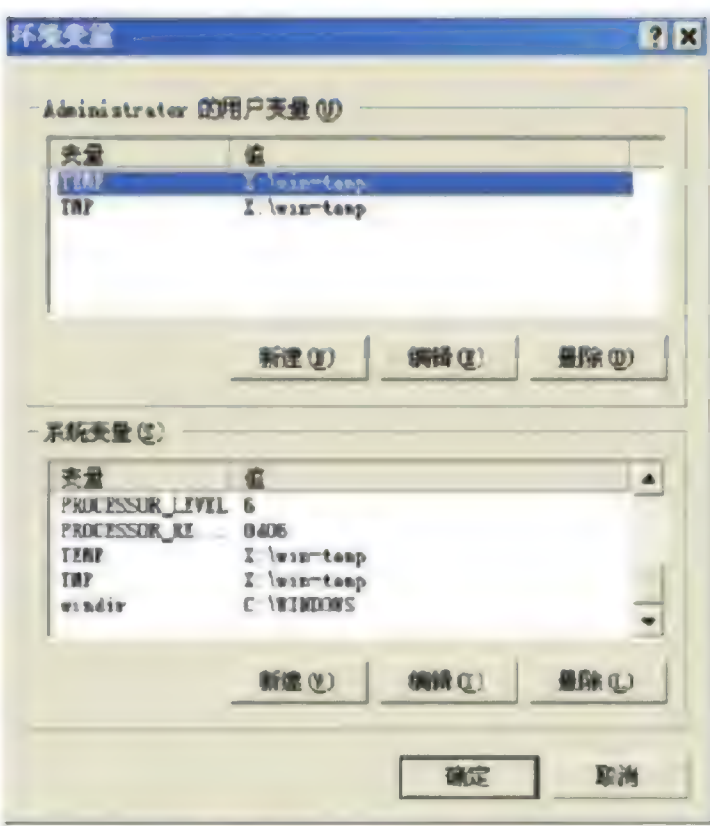 环境变量
Administrator 的用户变量(U)
变量 值
TEMP X:\win-temp
TMP X:\win-temp
新建(N) 编辑(E) 删除(D)
系统变量(S)
变量 值
PROCESSOR_LEVEL 6
PROCESSOR_RE... 0406
TEMP X:\win-temp
TMP X:\win-temp
windir C:\WINDOWS
新建(W) 编辑(I) 删除(L)
确定 取消